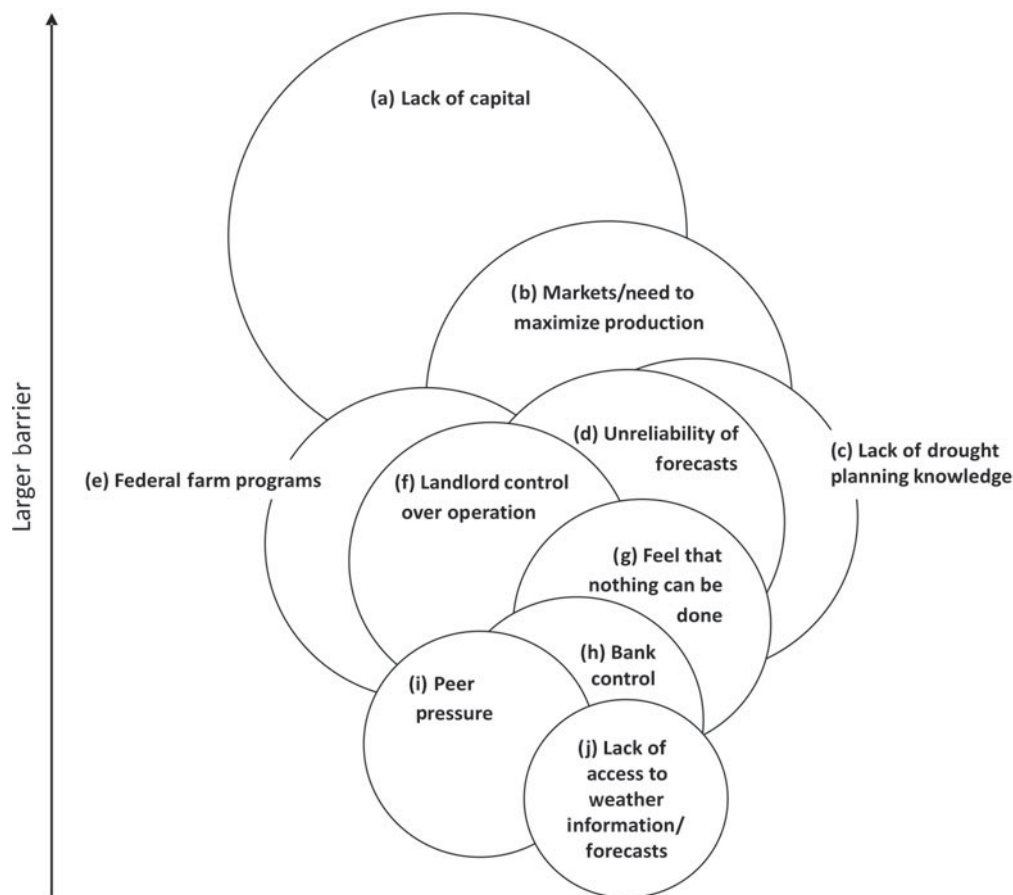 (a) Lack of capital
(b) Markets/need to
maximize production
(d) Unreliability of
forecasts
(c) Lack of drought
planning knowledge
(e) Federal farm programs
(f) Landlord control
over operation
(g) Feel that
nothing can be
done
(h) Bank
control
(i) Peer
pressure
(j) Lack of
access to
weather
information/
forecasts
Larger barrier